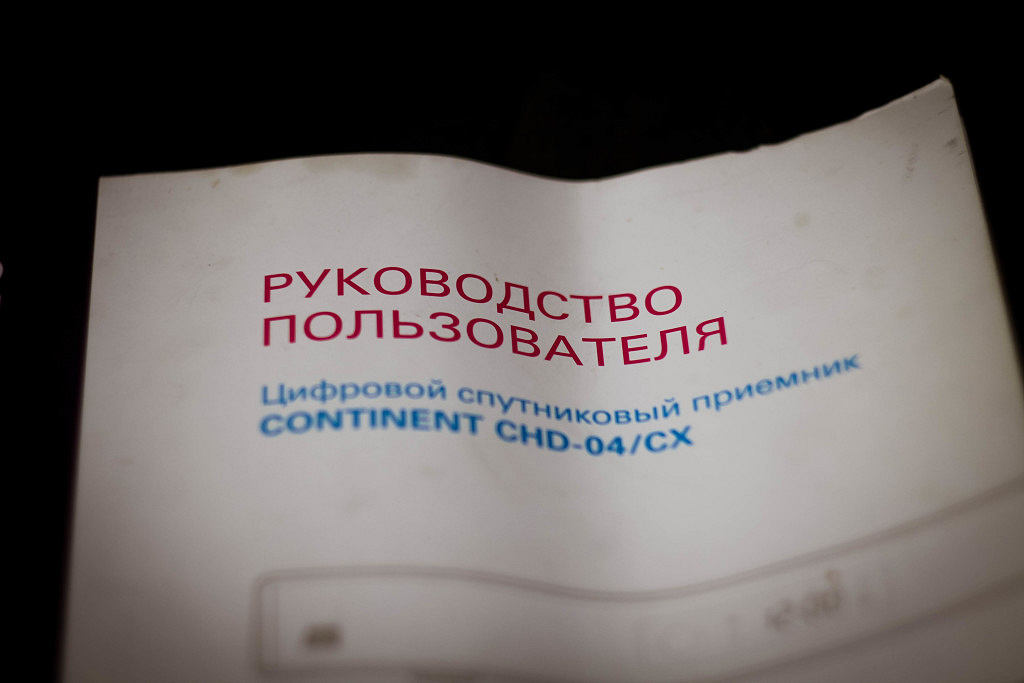 РУКОВОДСТВО
ПОЛЬЗОВАТЕЛЯ
Цифровой спутниковый приемник
CONTINENT CHD-04/CX